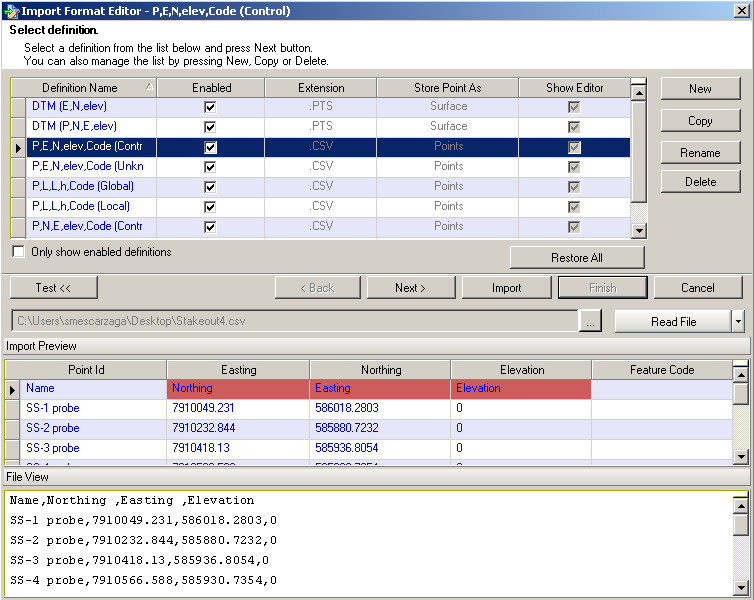 Import Format Editor - P,E,N,elev,Code (Control)
Select definition.
Select a definition from the list below and press Next button.
You can also manage the list by pressing New, Copy or Delete.
Definition Name Enabled Extension Store Point As Show Editor
DTM (E,N,elev) .PTS Surface
DTM (P,N,E,elev) .PTS Surface
P,E,N,elev,Code (Contr .CSV Points
P,E,N,elev,Code (Unkn .CSV Points
P,L,L,h,Code (Global) .CSV Points
P,L,L,h,Code (Local) .CSV Points
P,N,E,elev,Code (Contr .CSV Points
New
Copy
Rename
Delete
Only show enabled definitions
Restore All
Test << < Back Next > Import Finish Cancel
C:\Users\smescarzaga\Desktop\Stakeout4.csv ... Read File
Import Preview
Point Id Easting Northing Elevation Feature Code
Name Northing Easting Elevation
SS-1 probe 7910049.231 586018.2803 0
SS-2 probe 7910232.844 585880.7232 0
SS-3 probe 7910418.13 585936.8054 0
File View
Name,Northing ,Easting ,Elevation
SS-1 probe,7910049.231,586018.2803,0
SS-2 probe,7910232.844,585880.7232,0
SS-3 probe,7910418.13,585936.8054,0
SS-4 probe,7910566.588,585930.7354,0